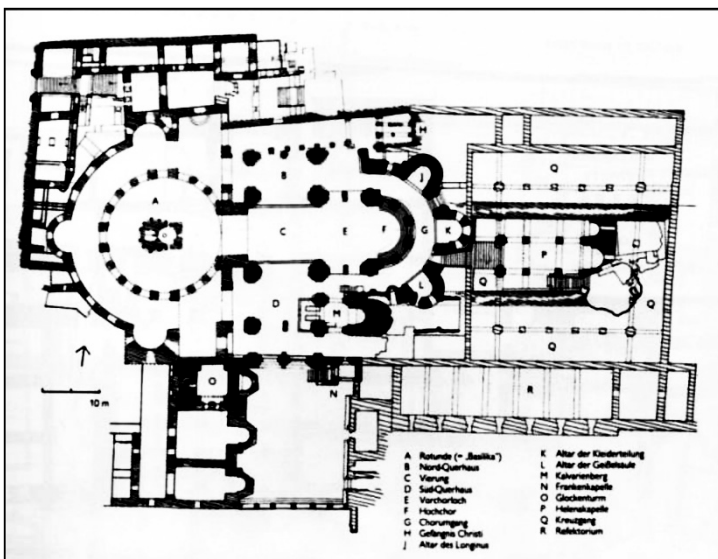 H
Q
B
J
A
C
E
F
G
K
P
Q
L
Q
D
M
Q
O
N
R
10 m
A Rotunde (= „Basilika")
B Nord-Querhaus
C Vierung
D Süd-Querhaus
E Vorchorjoch
F Hochchor
G Chorumgang
H Gefängnis Christi
J Altar des Longinus
K Altar der Kleiderteilung
L Altar der Geißelsäule
M Kalvarienberg
N Frankenkapelle
O Glockenturm
P Helenakapelle
Q Kreuzgang
R Refektorium